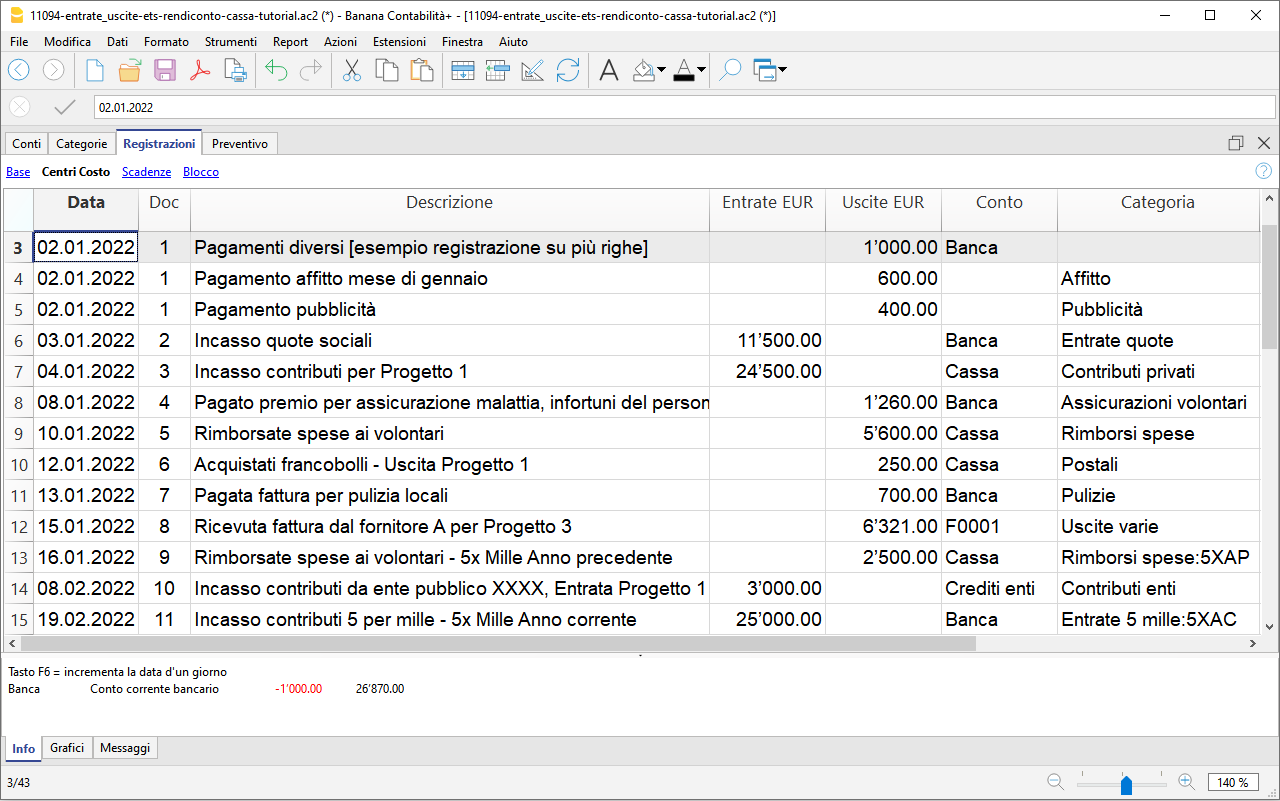 11094-entrate_uscite-ets-rendiconto-cassa-tutorial.ac2 (*) - Banana Contabilità+ - [11094-entrate_uscite-ets-rendiconto-cassa-tutorial.ac2 (*)]
File Modifica Dati Formato Strumenti Report Azioni Estensioni Finestra Aiuto
02.01.2022
Conti Categorie Registrazioni Preventivo
Base Centri Costo Scadenze Blocco
Data Doc Descrizione Entrate EUR Uscite EUR Conto Categoria
3 02.01.2022 1 Pagamenti diversi [esempio registrazione su più righe] 1’000.00 Banca
4 02.01.2022 1 Pagamento affitto mese di gennaio 600.00 Affitto
5 02.01.2022 1 Pagamento pubblicità 400.00 Pubblicità
6 03.01.2022 2 Incasso quote sociali 11’500.00 Banca Entrate quote
7 04.01.2022 3 Incasso contributi per Progetto 1 24’500.00 Cassa Contributi privati
8 08.01.2022 4 Pagato premio per assicurazione malattia, infortuni del person 1’260.00 Banca Assicurazioni volontari
9 10.01.2022 5 Rimborsate spese ai volontari 5’600.00 Cassa Rimborsi spese
10 12.01.2022 6 Acquistati francobolli - Uscita Progetto 1 250.00 Cassa Postali
11 13.01.2022 7 Pagata fattura per pulizia locali 700.00 Banca Pulizie
12 15.01.2022 8 Ricevuta fattura dal fornitore A per Progetto 3 6’321.00 F0001 Uscite varie
13 16.01.2022 9 Rimborsate spese ai volontari - 5x Mille Anno precedente 2’500.00 Cassa Rimborsi spese:5XAP
14 08.02.2022 10 Incasso contributi da ente pubblico XXXX, Entrata Progetto 1 3’000.00 Crediti enti Contributi enti
15 19.02.2022 11 Incasso contributi 5 per mille - 5x Mille Anno corrente 25’000.00 Banca Entrate 5 mille:5XAC
Tasto F6 = incrementa la data d'un giorno
Banca Conto corrente bancario -1’000.00 26’870.00
Info Grafici Messaggi
3/43 140 %